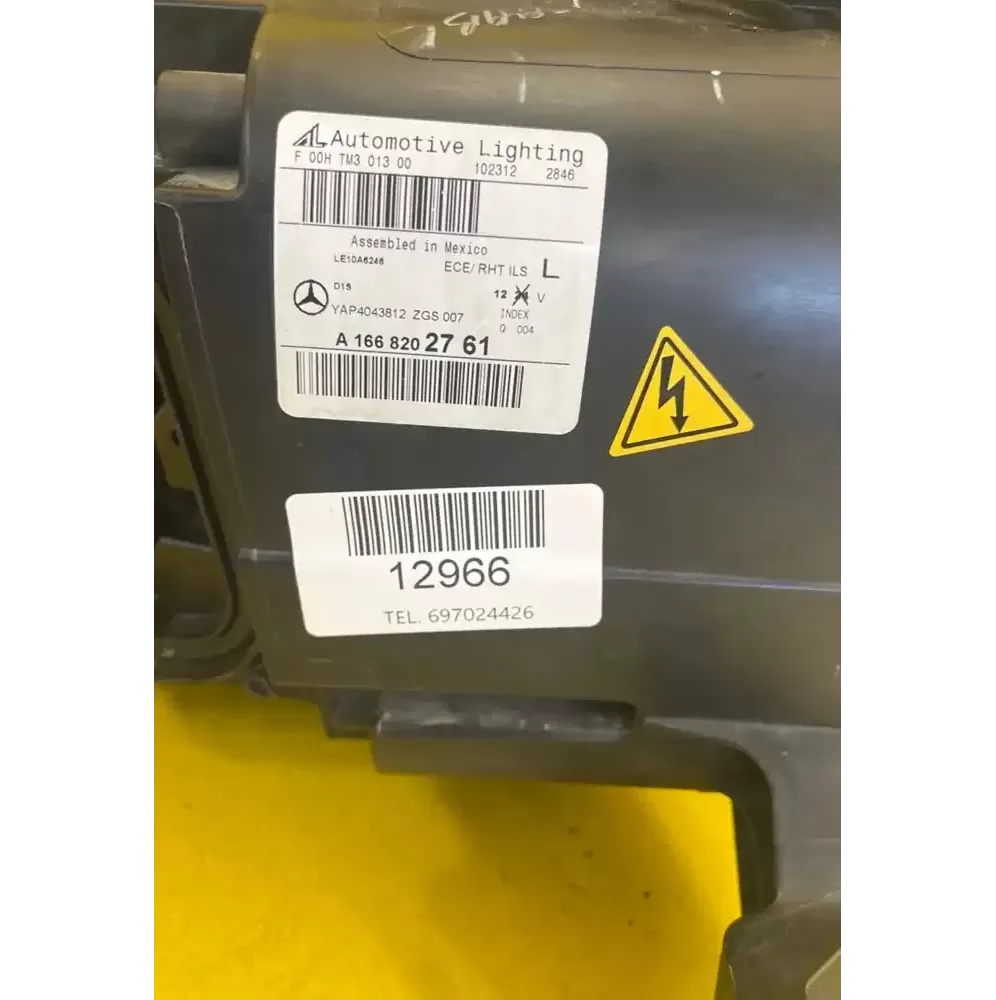 AL Automotive Lighting
F 00H TM3 013 00 102312 2846
Assembled in Mexico
LE10A6246 ECE/ RHT ILS L
D1S 12 V
YAP4043812 ZGS 007 INDEX
Q 004
A 166 820 27 61
12966
TEL. 697024426